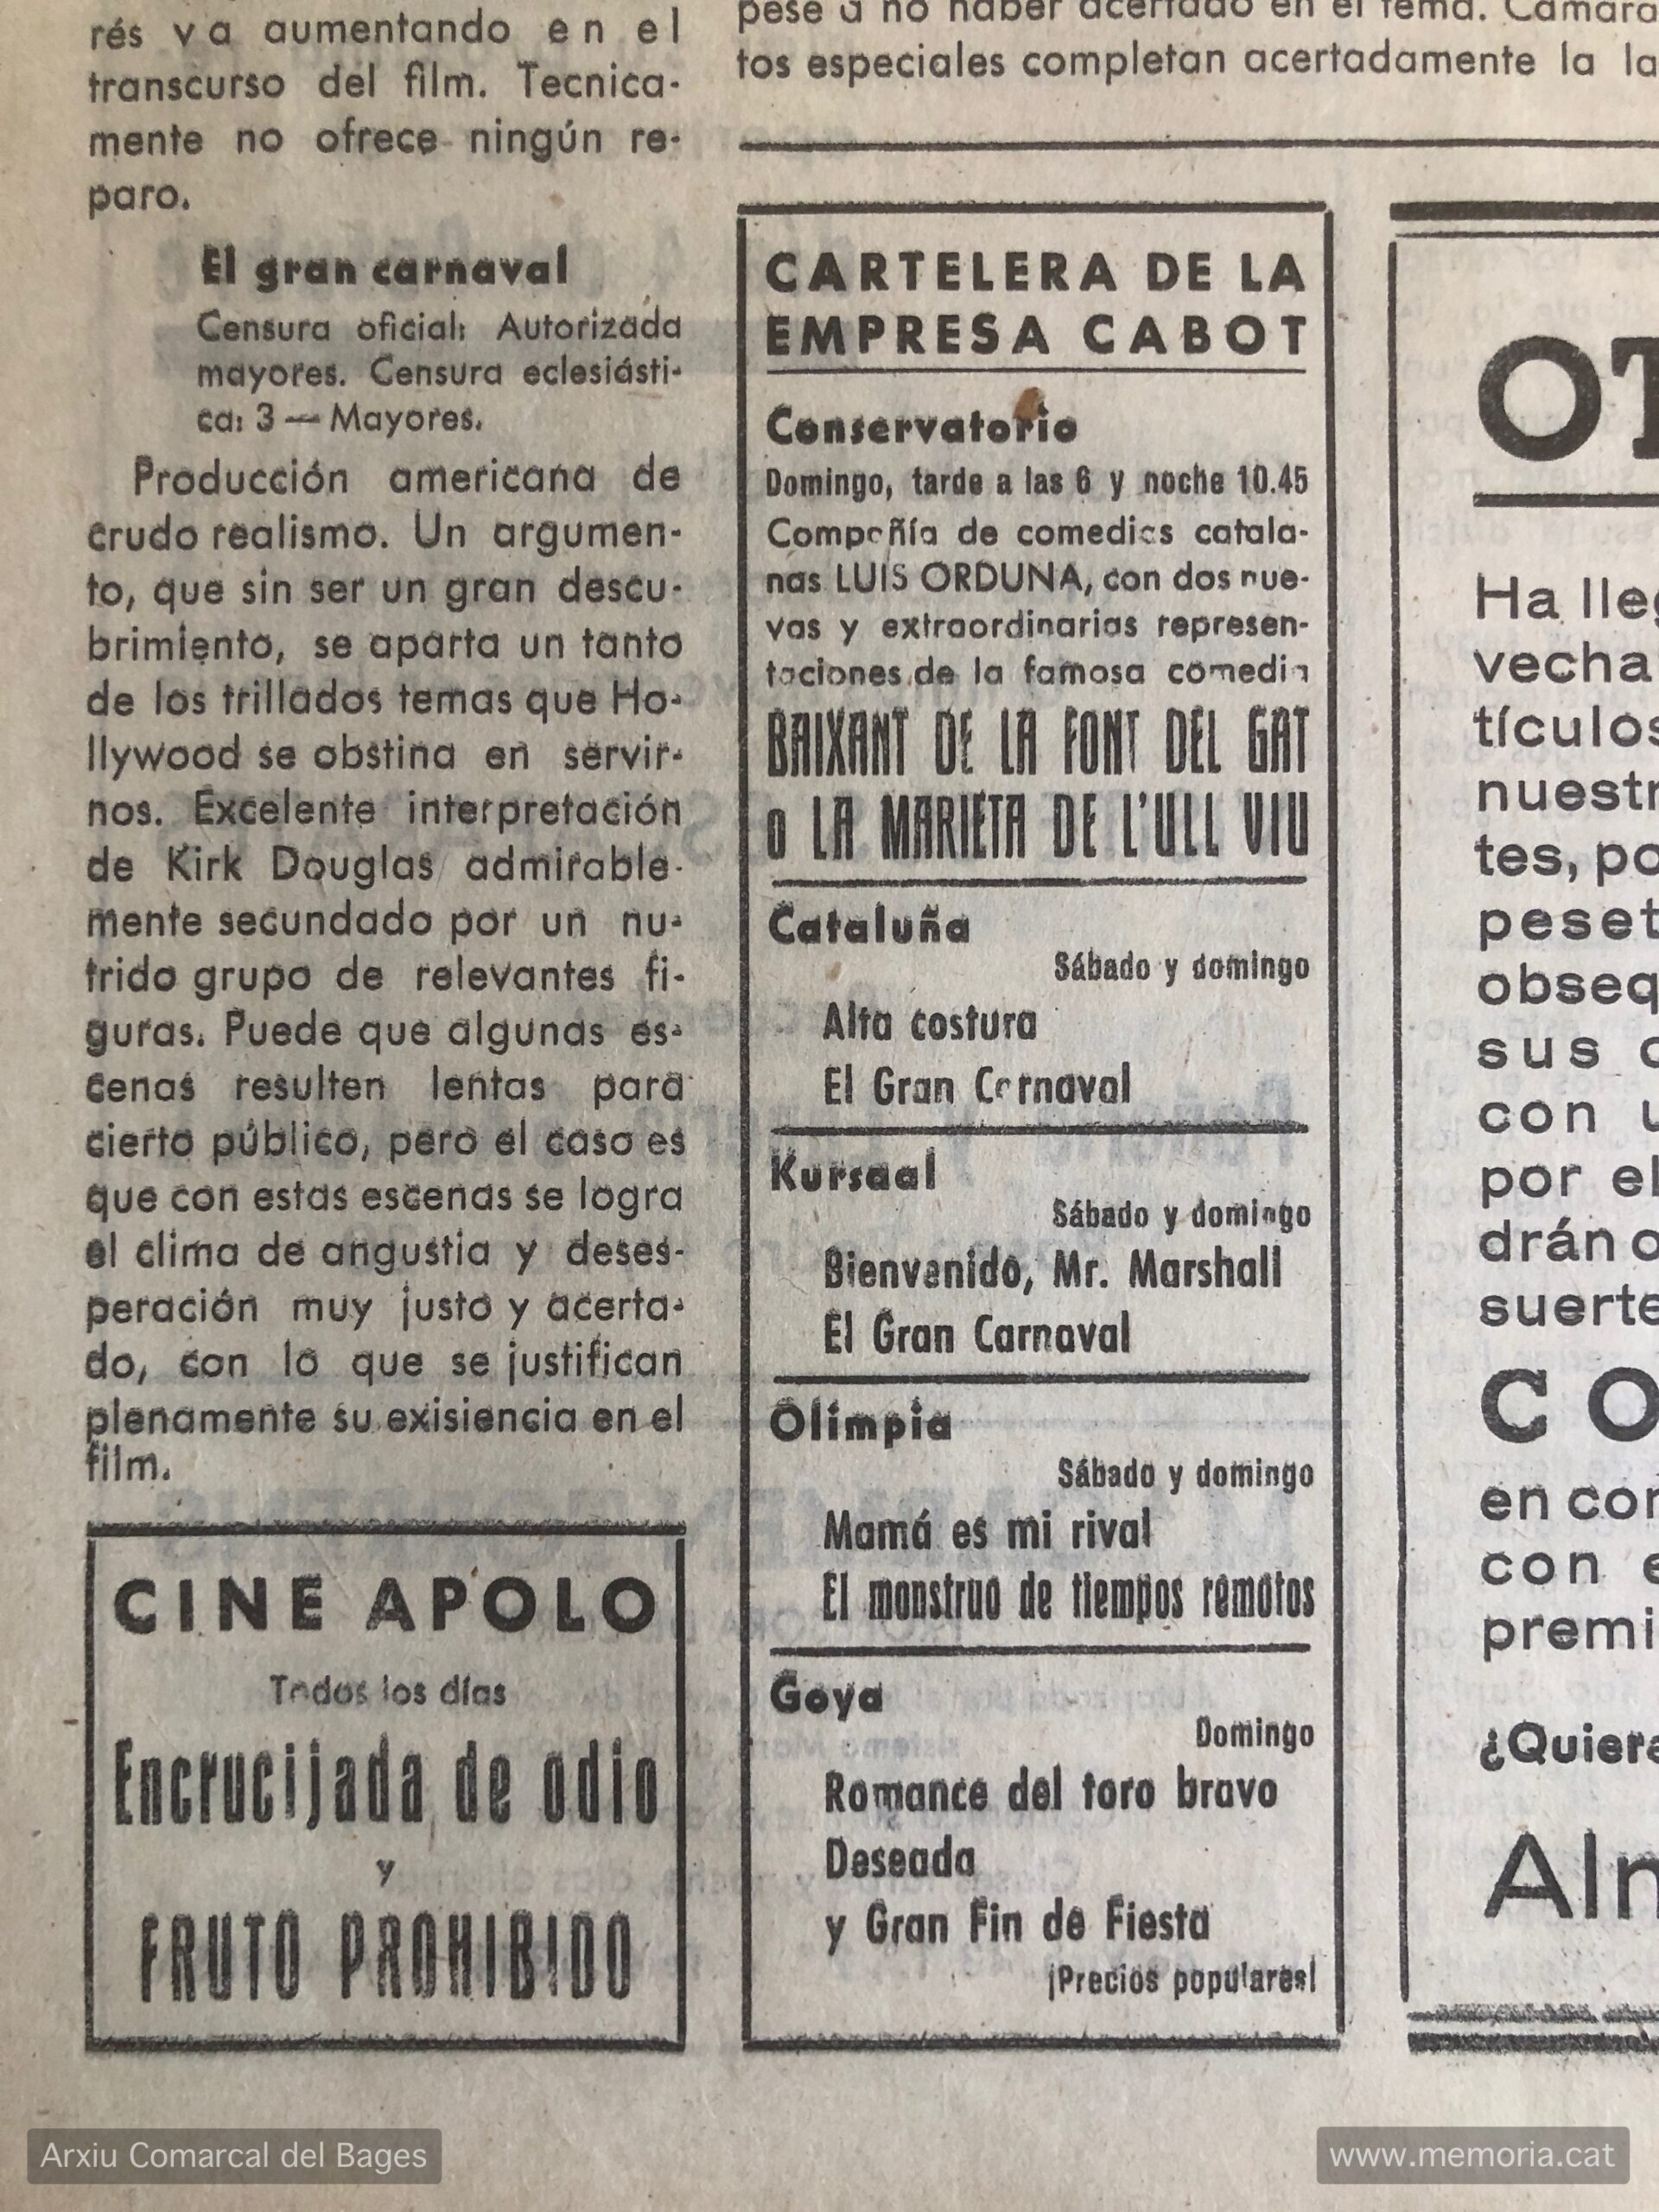 rés va aumentando en el
transcurso del film. Tecnica-
mente no ofrece ningún re-
paro.
El gran carnaval
Censura oficial: Autorizada
mayores. Censura eclesiásti-
ca: 3 — Mayores.
Producción americana de
crudo realismo. Un argumen-
to, que sin ser un gran descu-
brimiento, se aparta un tanto
de los trillados temas que Ho-
llywood se obstina en servir-
nos. Excelente interpretación
de Kirk Douglas admirable-
mente secundado por un nu-
trido grupo de relevantes fi-
guras. Puede que algunas es-
cenas resulten lentas para
cierto público, pero el caso es
que con estas escenas se logra
el clima de angustia y deses-
peración muy justo y acerta-
do, con lo que se justifican
plenamente su exisiencia en el
film.
CINE APOLO
Todos los días
Encrucijada de odio
y
FRUTO PROHIBIDO
pese a no haber acertado en el tema. Cámara
tos especiales completan acertadamente la la
CARTELERA DE LA
EMPRESA CABOT
Conservatorio
Domingo, tarde a las 6 y noche 10.45
Compañía de comedias catala-
nas LUIS ORDUNA, con dos nue-
vas y extraordinarias represen-
taciones de la famosa comedia
BAIXANT DE LA FONT DEL GAT
o LA MARIETA DE L'ULL VIU
Cataluña
Sábado y domingo
Alta costura
El Gran Carnaval
Kursaal
Sábado y domingo
Bienvenido, Mr. Marshall
El Gran Carnaval
Olimpia
Sábado y domingo
Mamá es mi rival
El monstruo de tiempos remotos
Goya
Domingo
Romance del toro bravo
Deseada
y Gran Fin de Fiesta
¡Precios populares!
OT
Ha lleg
vecha
tículos
nuestr
tes, po
peset
obseq
sus c
con u
por el
drán o
suerte
CO
en cor
con e
premi
¿Quiere
Alm
Arxiu Comarcal del Bages
www.memoria.cat